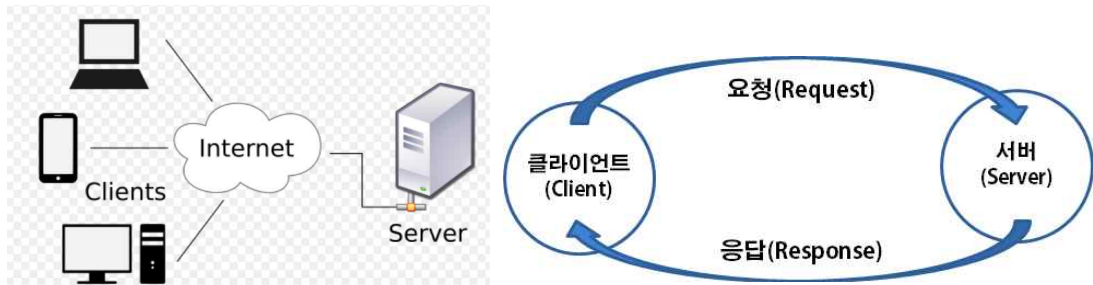 Internet
Clients
Server
요청(Request)
클라이언트
(Client)
서버
(Server)
응답(Response)